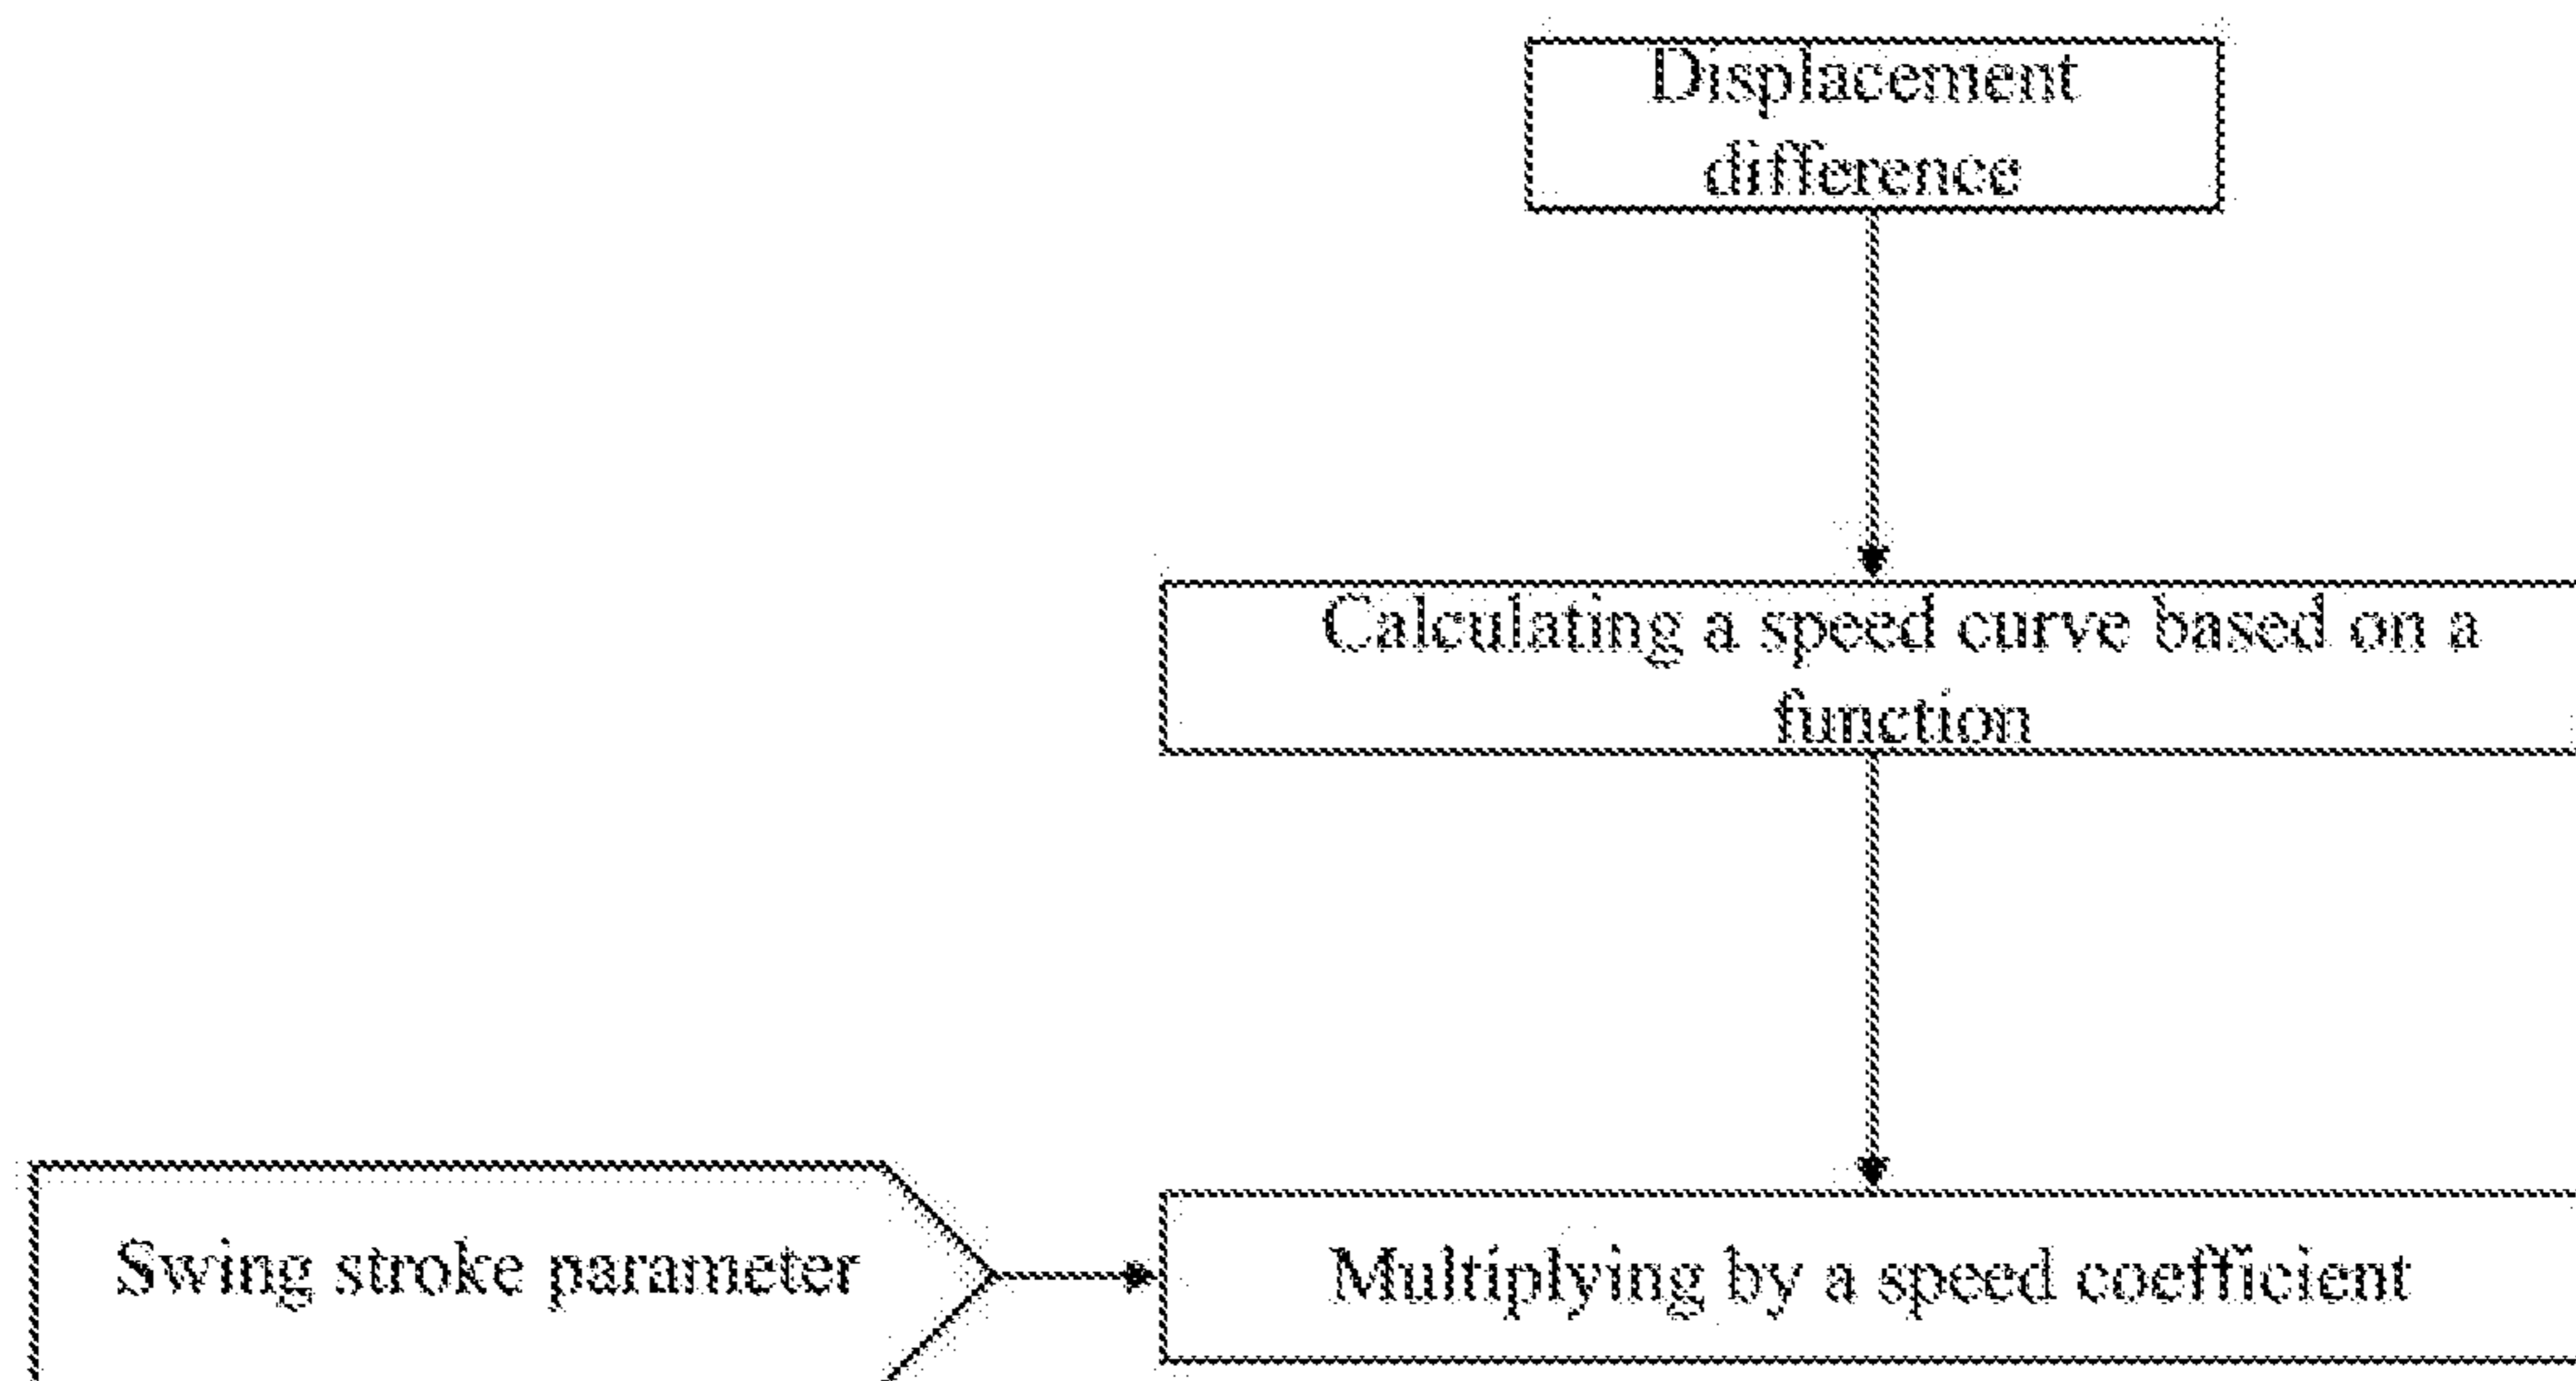 Displacement
difference
Calculating a speed curve based on a
function
Swing stroke parameter
Multiplying by a speed coefficient